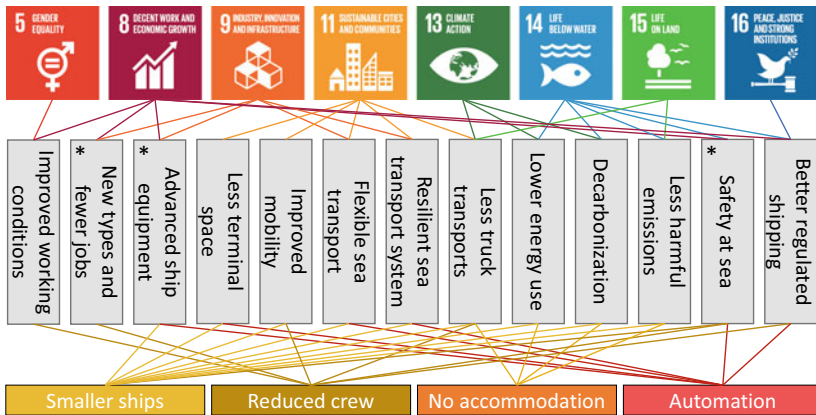 5 GENDER
EQUALITY
8 DECENT WORK AND
ECONOMIC GROWTH
9 INDUSTRY, INNOVATION
AND INFRASTRUCTURE
11 SUSTAINABLE CITIES
AND COMMUNITIES
13 CLIMATE
ACTION
14 LIFE
BELOW WATER
15 LIFE
ON LAND
16 PEACE, JUSTICE
AND STRONG
INSTITUTIONS
Improved working
conditions
*
New types and
fewer jobs
*
Advanced ship
equipment
Less terminal
space
Improved
mobility
Flexible sea
transport
Resilient sea
transport system
Less truck
transports
Lower energy use
Decarbonization
Less harmful
emissions
*
Safety at sea
Better regulated
shipping
Smaller ships
Reduced crew
No accommodation
Automation